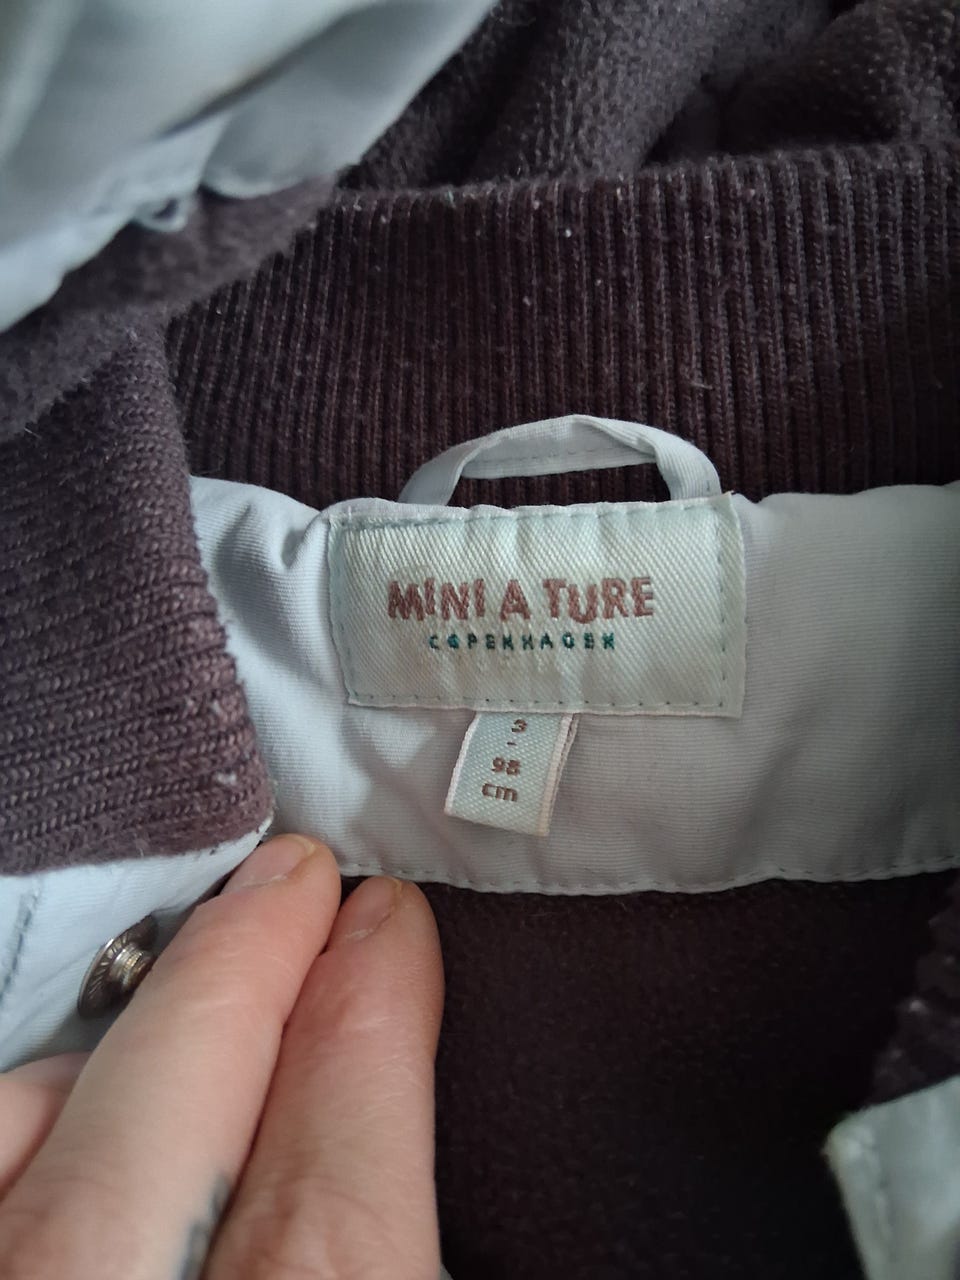 MINI A TURE
COPENHAGEN
3
-
98
cm